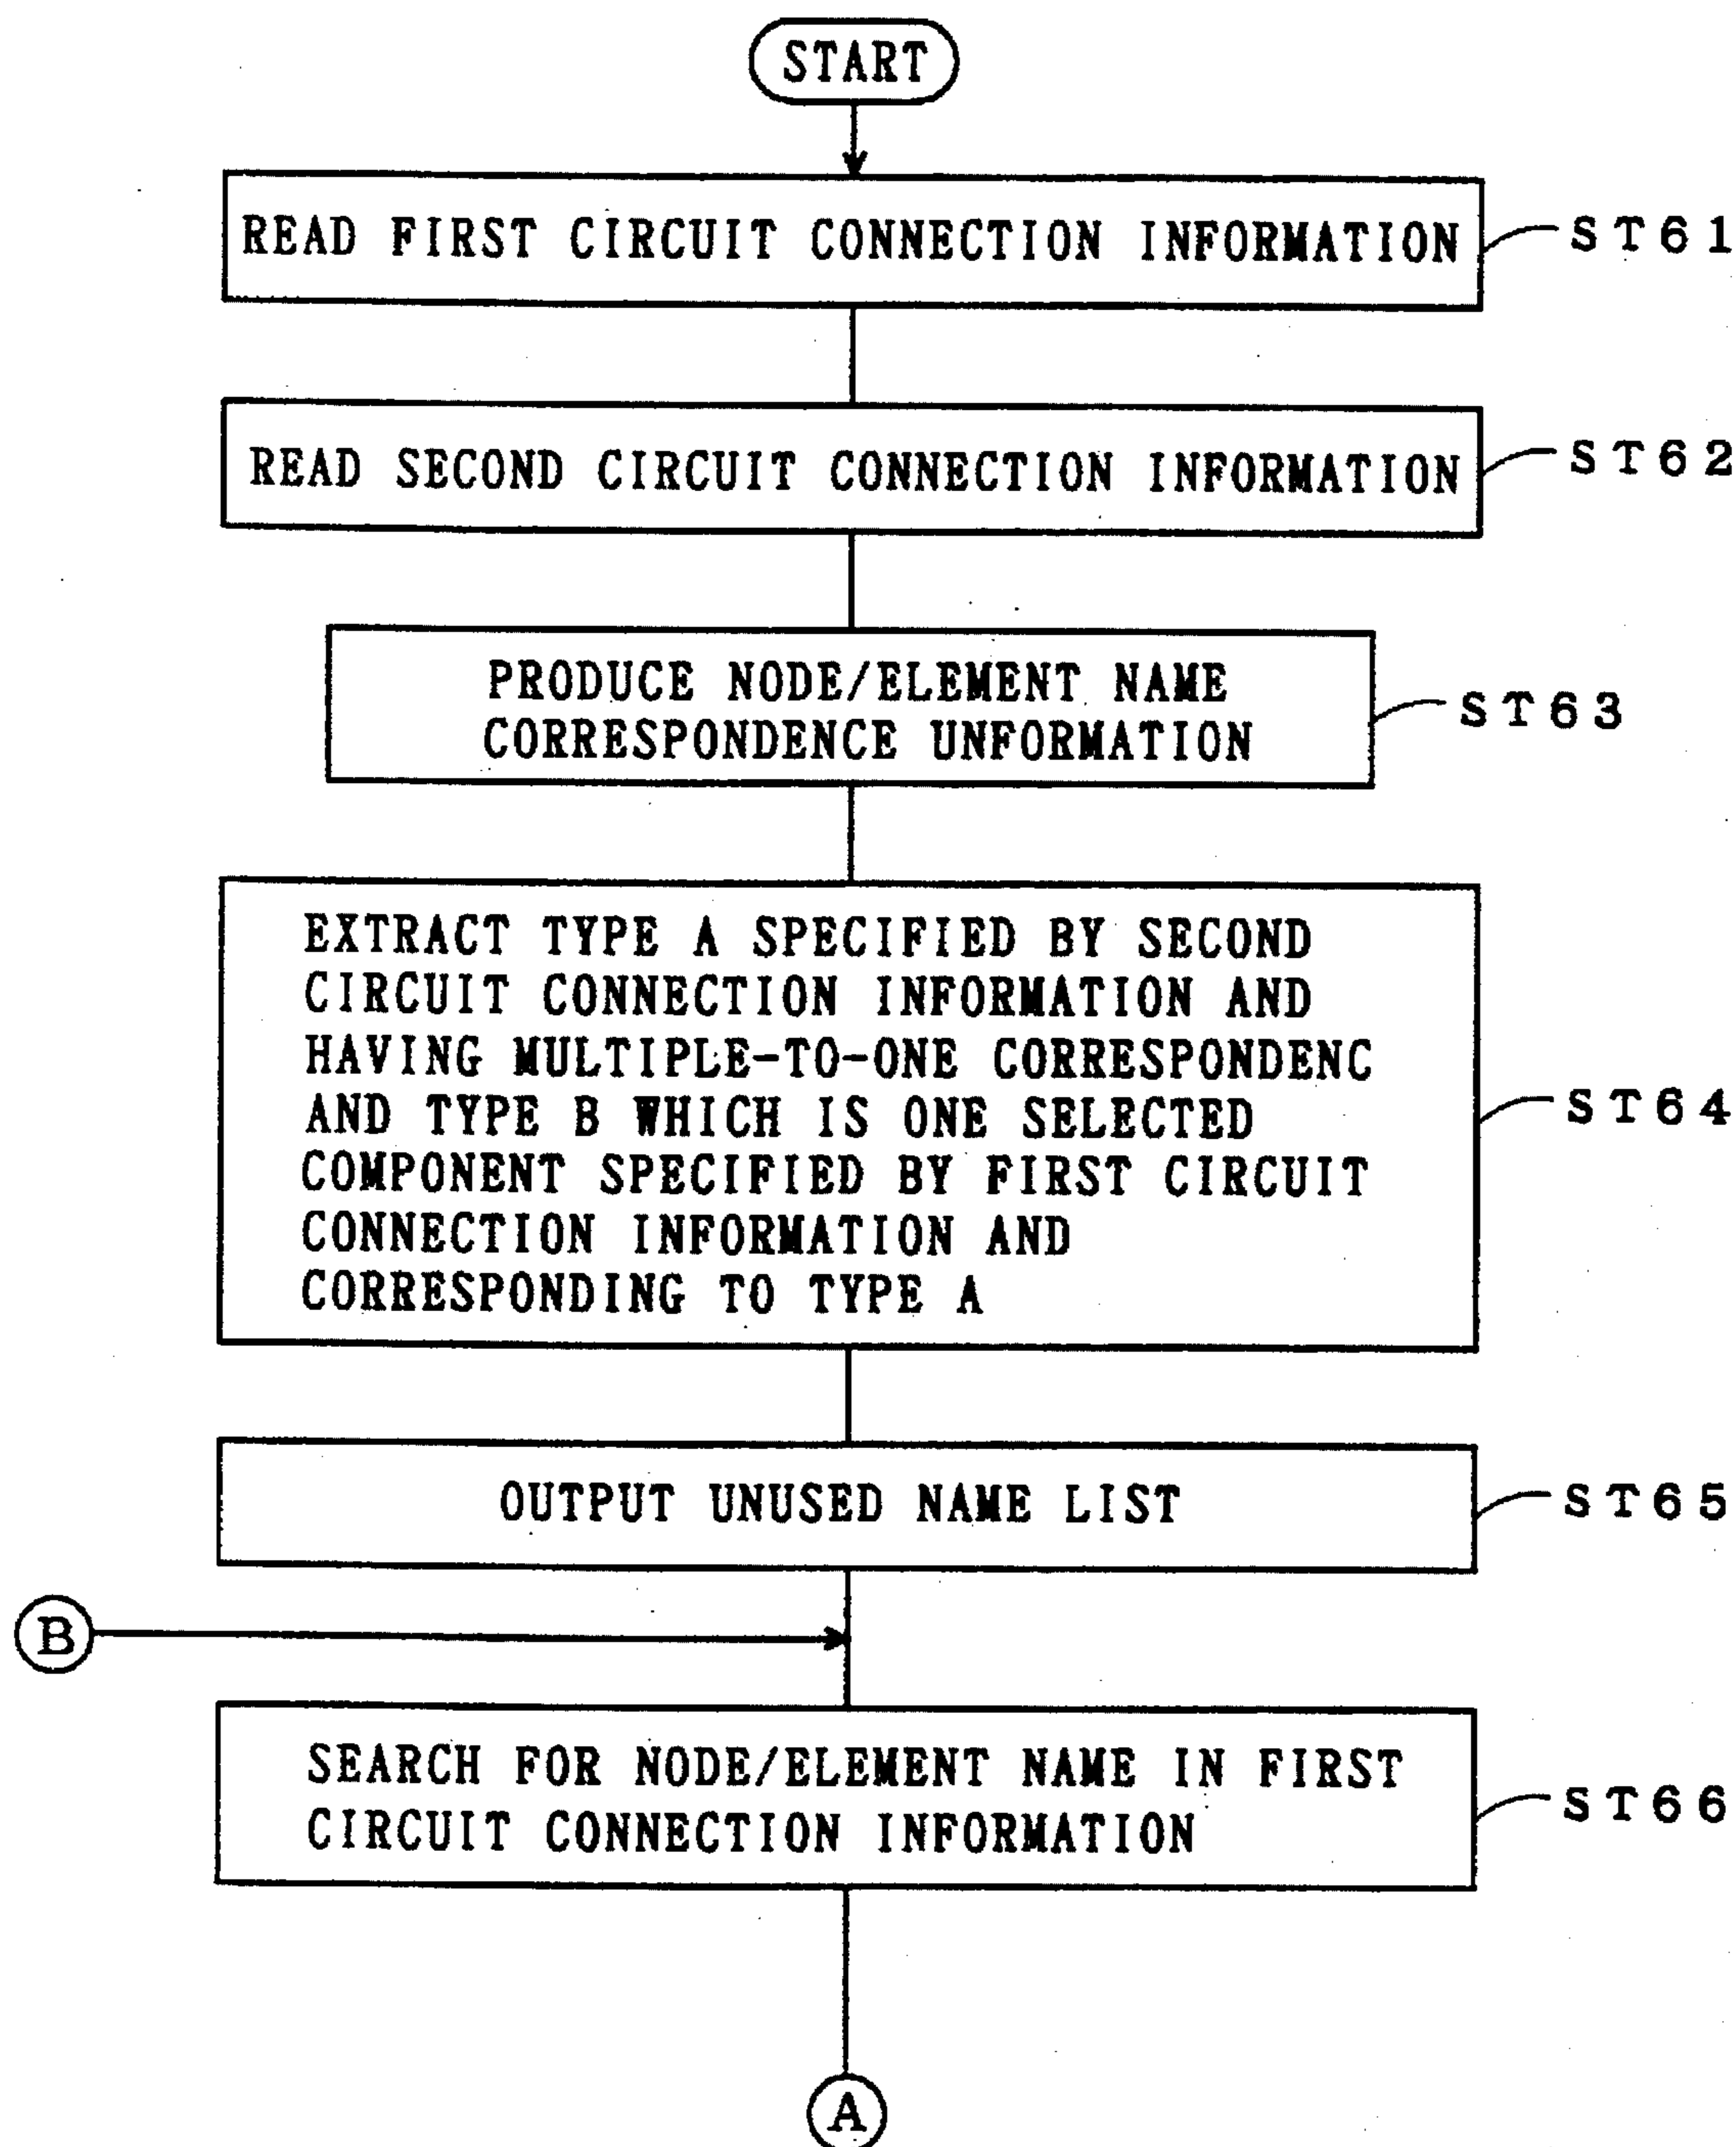 START
READ FIRST CIRCUIT CONNECTION INFORMATION
ST61
READ SECOND CIRCUIT CONNECTION INFORMATION
ST62
PRODUCE NODE/ELEMENT NAME
CORRESPONDENCE UNFORMATION
ST63
EXTRACT TYPE A SPECIFIED BY SECOND
CIRCUIT CONNECTION INFORMATION AND
HAVING MULTIPLE-TO-ONE CORRESPONDENC
AND TYPE B WHICH IS ONE SELECTED
COMPONENT SPECIFIED BY FIRST CIRCUIT
CONNECTION INFORMATION AND
CORRESPONDING TO TYPE A
ST64
OUTPUT UNUSED NAME LIST
ST65
B
SEARCH FOR NODE/ELEMENT NAME IN FIRST
CIRCUIT CONNECTION INFORMATION
ST66
A